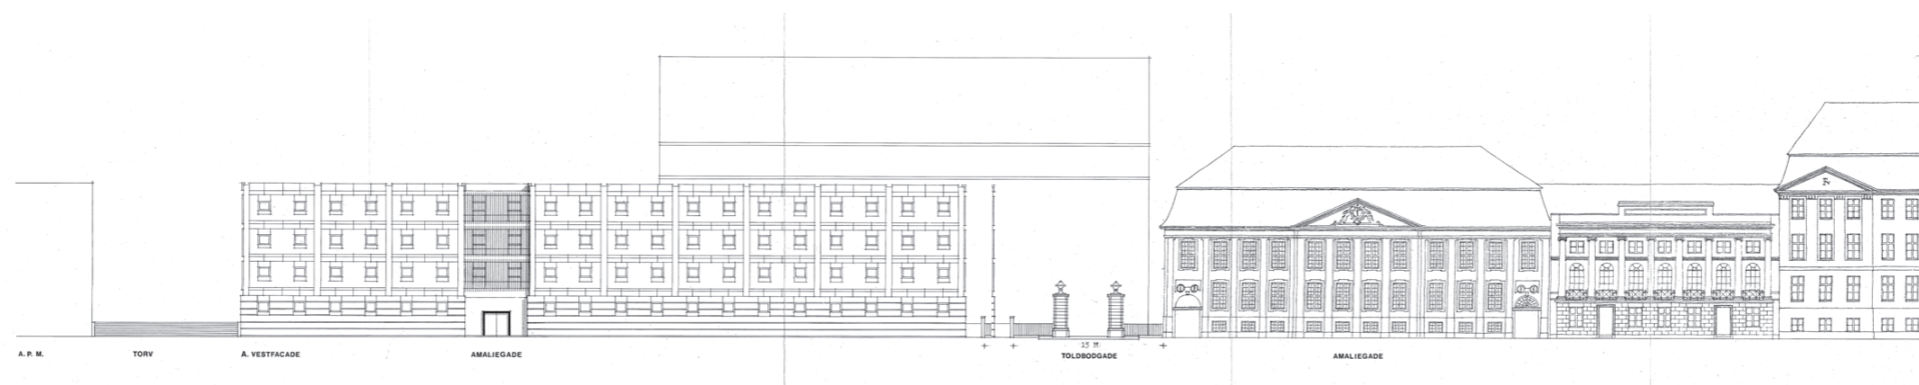 15 M.
A. P. M.
TORV
A. VESTFACADE
AMALIEGADE
TOLDBODGADE
AMALIEGADE